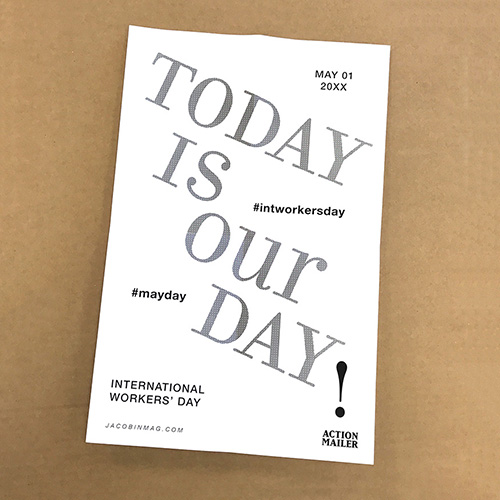 MAY 01
20XX
TODAY
IS
our
DAY!
#intworkersday
#mayday
INTERNATIONAL
WORKERS' DAY
JACOBINMAG.COM
ACTION
MAILER